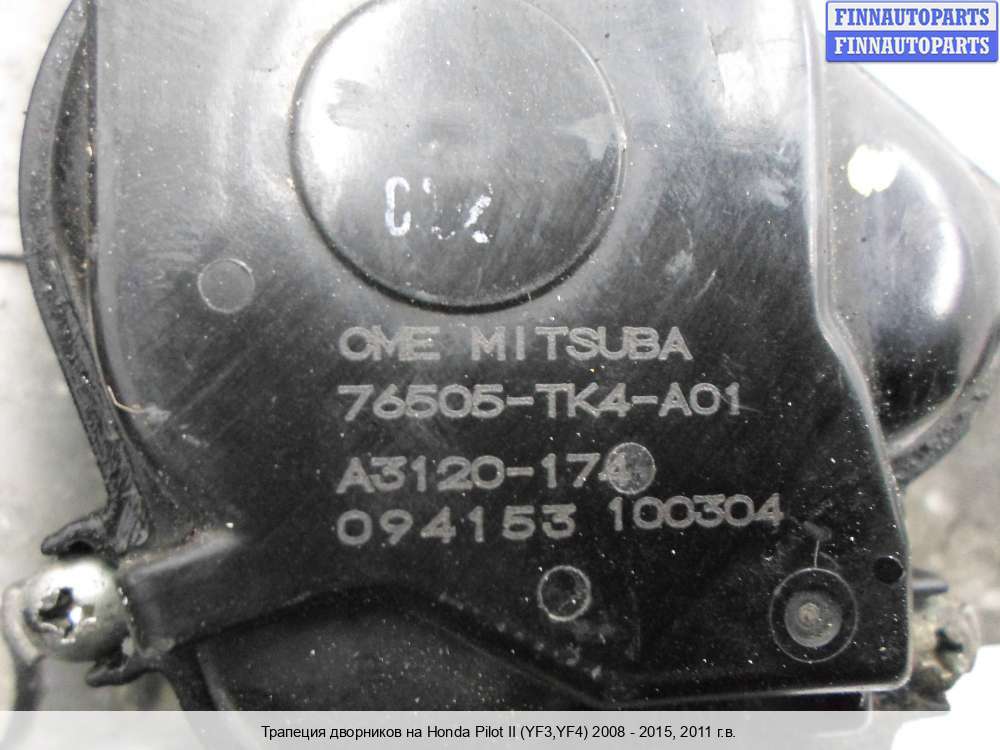 FINNAUTOPARTS
FINNAUTOPARTS
OME MITSUBA
76505-TK4-A01
A3120-174
094153 100304
Трапеция дворников на Honda Pilot II (YF3,YF4) 2008 - 2015, 2011 г.в.